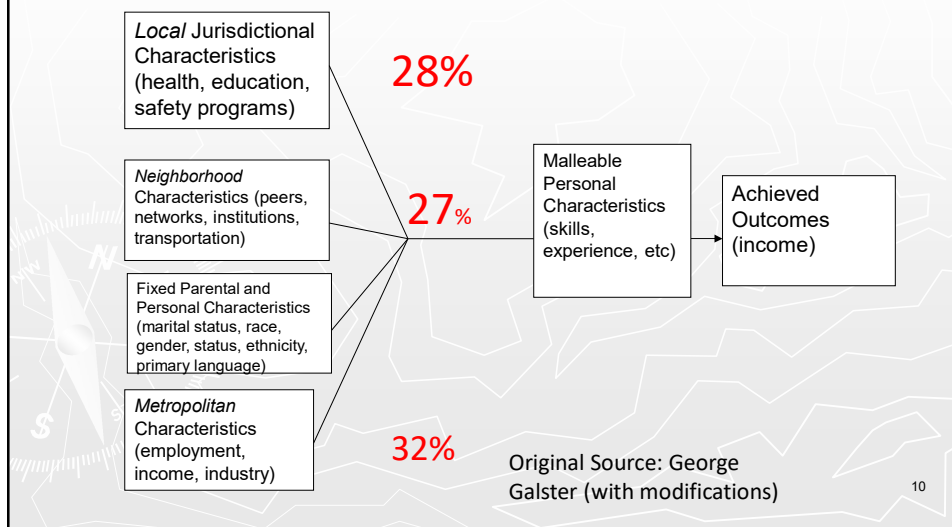 Local Jurisdictional
Characteristics
(health, education,
safety programs)
28%
Neighborhood
Characteristics (peers,
networks, institutions,
transportation)
27%
Malleable
Personal
Characteristics
(skills,
experience, etc)
Achieved
Outcomes
(income)
Fixed Parental and
Personal Characteristics
(marital status, race,
gender, status, ethnicity,
primary language)
Metropolitan
Characteristics
(employment,
income, industry)
32%
Original Source: George
Galster (with modifications)
10
N/W
N
S